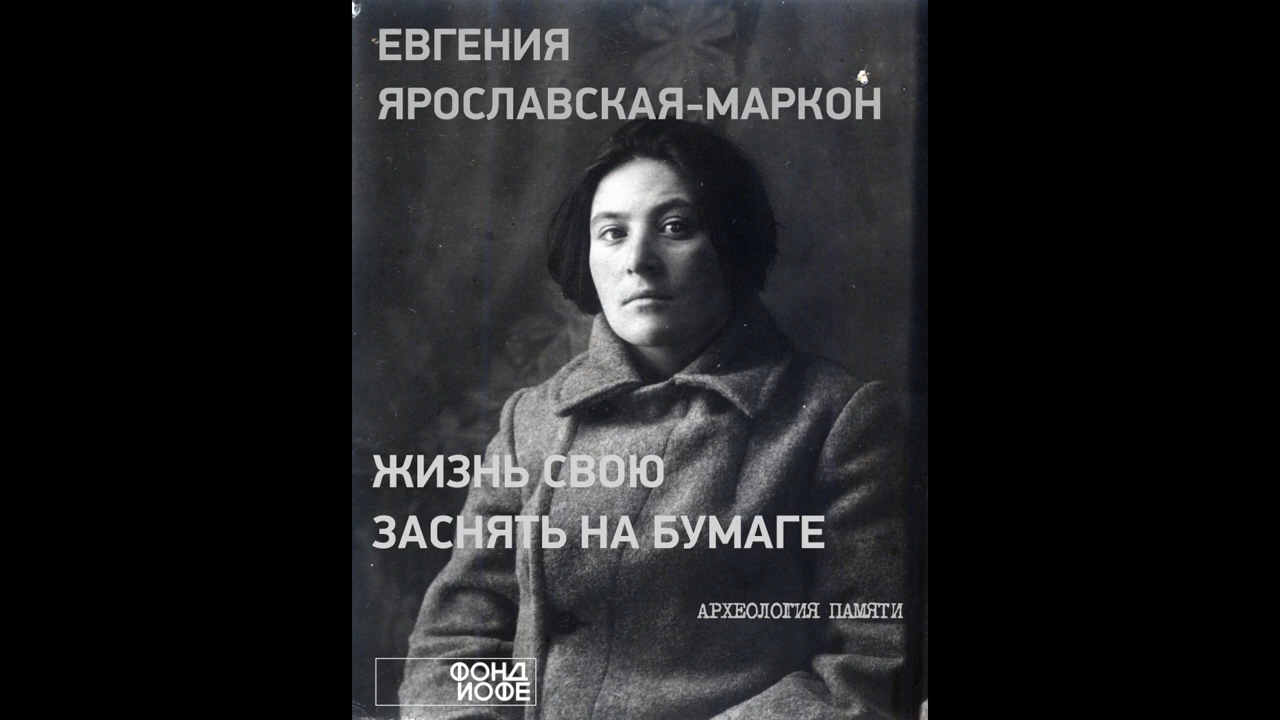 ЕВГЕНИЯ
ЯРОСЛАВСКАЯ-МАРКОН
ЖИЗНЬ СВОЮ
ЗАСНЯТЬ НА БУМАГЕ
АРХЕОЛОГИЯ ПАМЯТИ
ФОНД
ИОФЕ